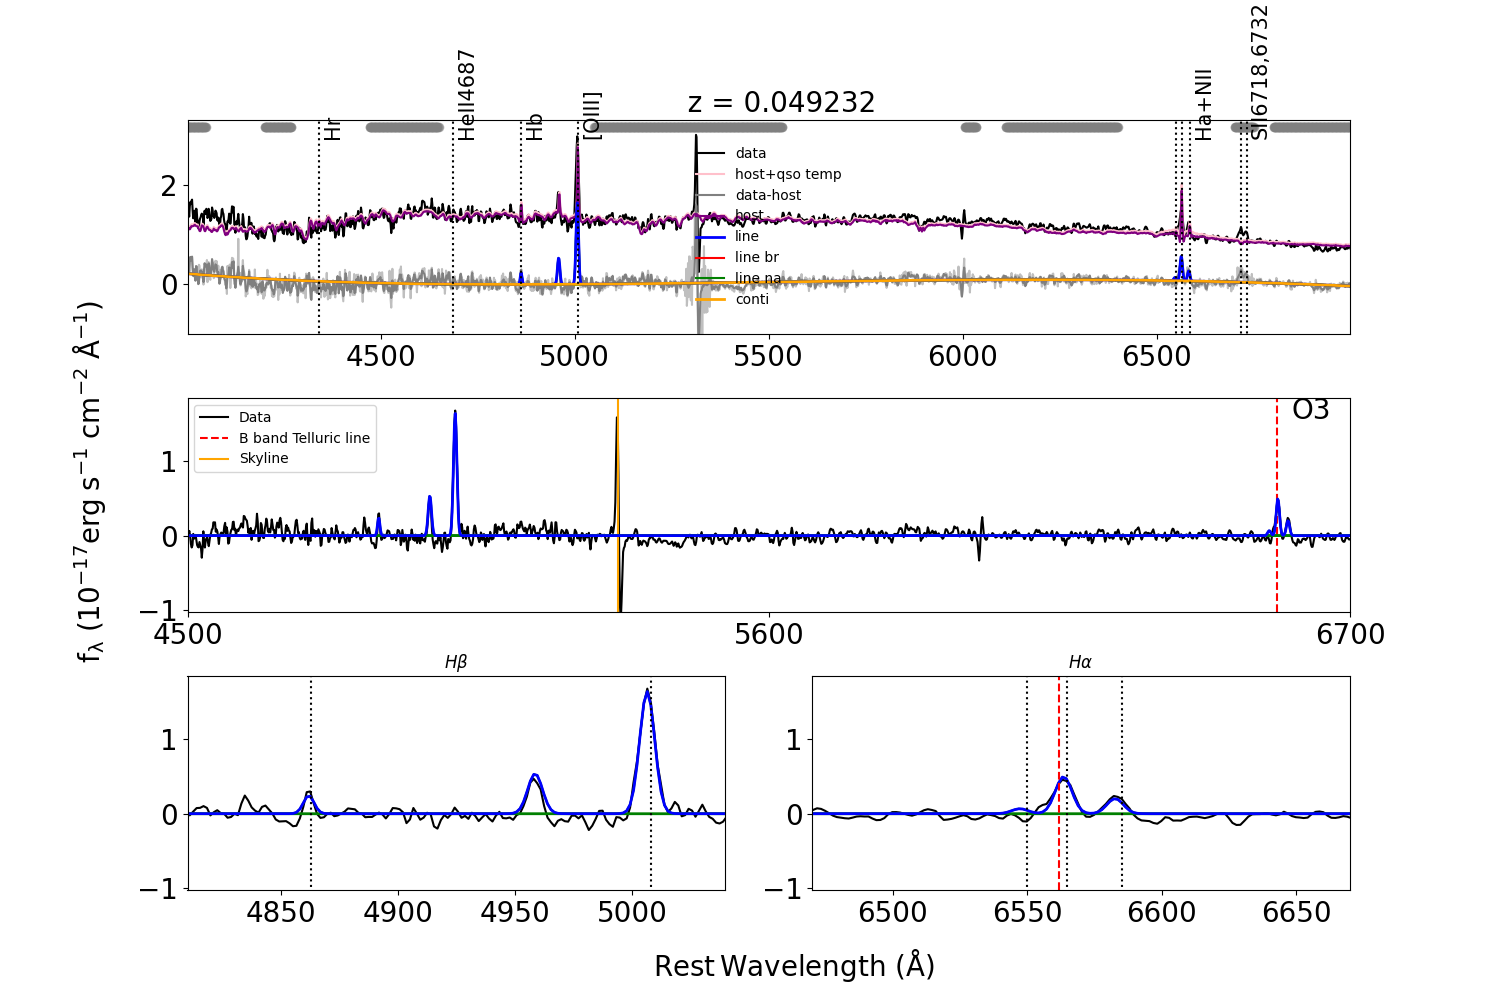 z = 0.049232
Hr
HeII4687
Hb
[OIII]
Ha+NII
SII6718,6732
data
host+qso temp
data-host
host
line
line br
line na
conti
2
0
4500 5000 5500 6000 6500
fλ (10⁻¹⁷erg s⁻¹ cm⁻² Å⁻¹)
Data
B band Telluric line
Skyline
O3
1
0
−1
4500 5600 6700
Hβ
1
0
−1
4850 4900 4950 5000
Hα
1
0
−1
6500 6550 6600 6650
Rest Wavelength (Å)